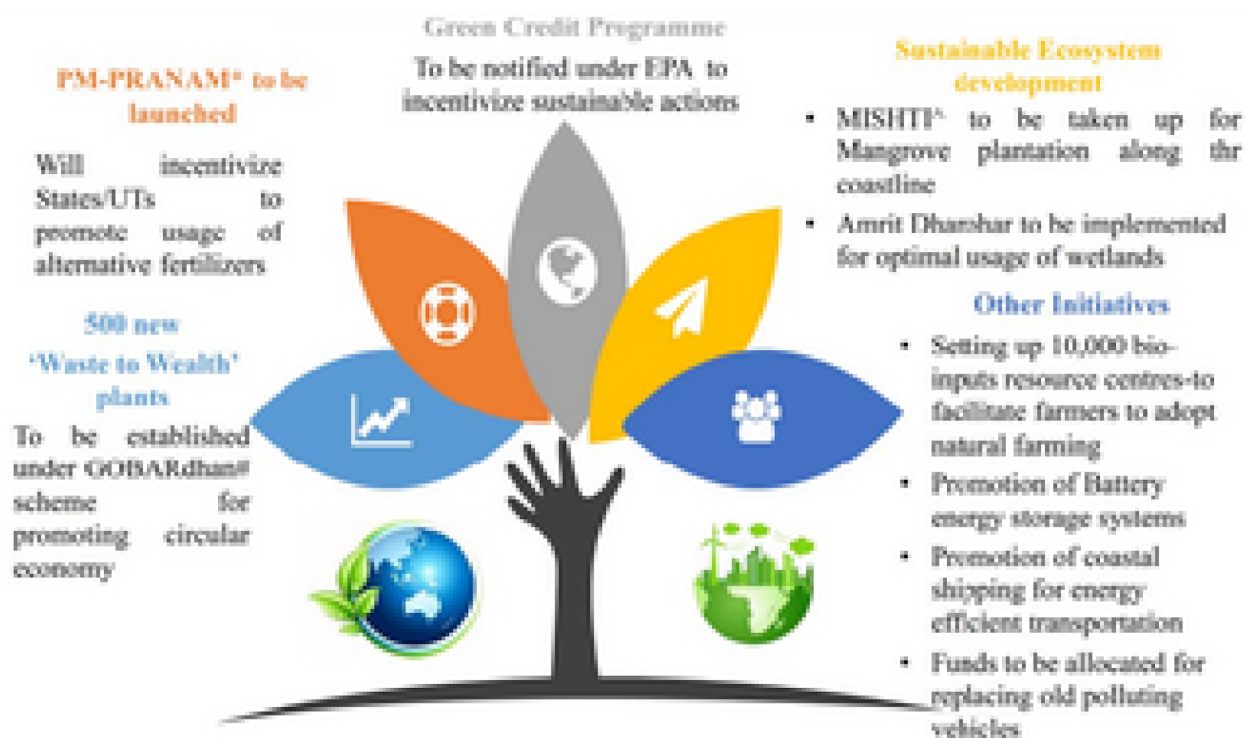 Green Credit Programme
To be notified under EPA to
incentivize sustainable actions
PM-PRANAM* to be
launched
Will incentivize
States/UTs to
promote usage of
alternative fertilizers
500 new
‘Waste to Wealth’
plants
To be established
under GOBARdhan#
scheme for
promoting circular
economy
Sustainable Ecosystem
development
• MISHTI^ to be taken up for
Mangrove plantation along thr
coastline
• Amrit Dharohar to be implemented
for optimal usage of wetlands
Other Initiatives
• Setting up 10,000 bio-
inputs resource centres-to
facilitate farmers to adopt
natural farming
• Promotion of Battery
energy storage systems
• Promotion of coastal
shipping for energy
efficient transportation
• Funds to be allocated for
replacing old polluting
vehicles